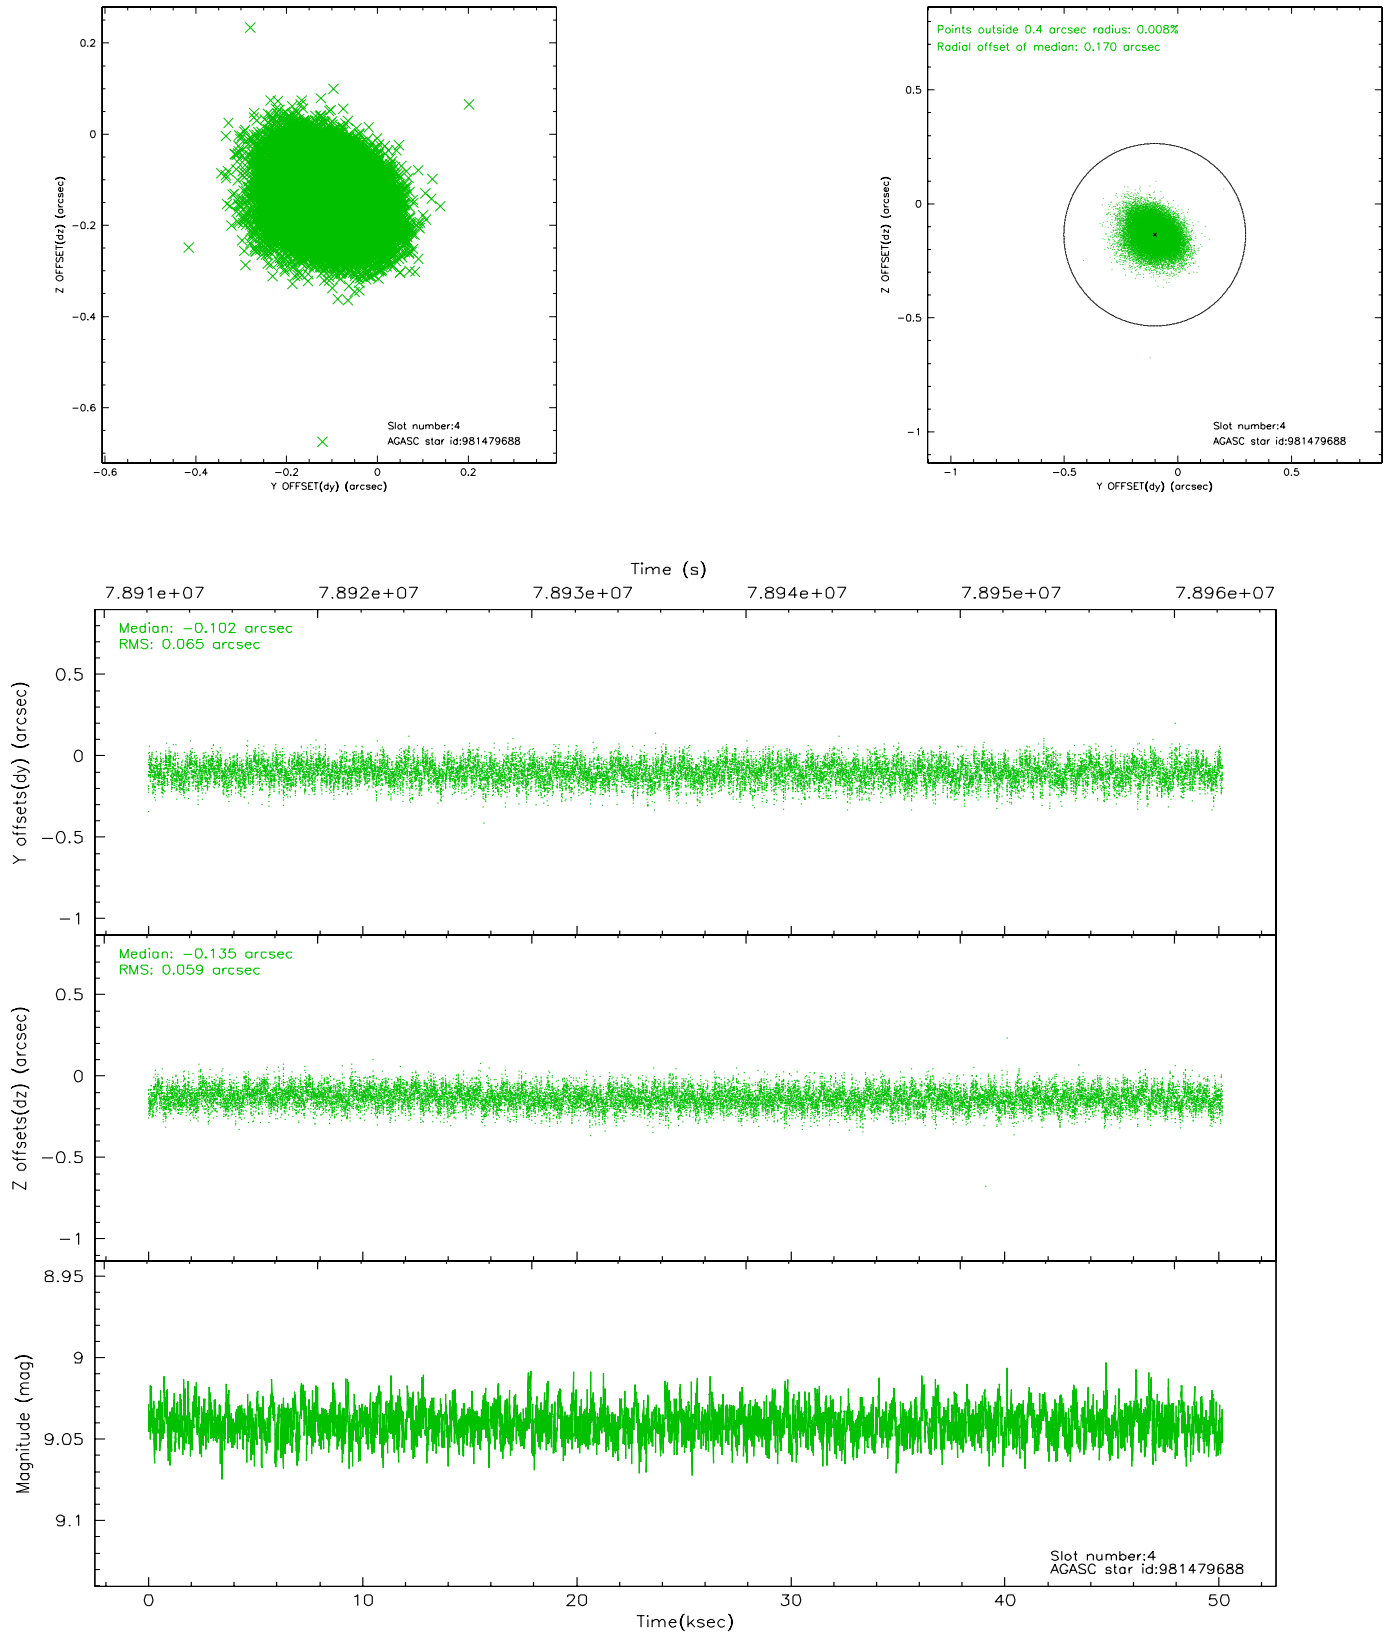 0.2
0
-0.2
-0.4
-0.6
Z OFFSET(dz) (arcsec)
Slot number:4
AGASC star id:981479688
-0.6 -0.4 -0.2 0 0.2
Y OFFSET(dy) (arcsec)
Points outside 0.4 arcsec radius: 0.008%
Radial offset of median: 0.170 arcsec
0.5
0
-0.5
-1
Z OFFSET(dz) (arcsec)
Slot number:4
AGASC star id:981479688
-1 -0.5 0 0.5
Y OFFSET(dy) (arcsec)
Time (s)
7.891e+07 7.892e+07 7.893e+07 7.894e+07 7.895e+07 7.896e+07
Median: -0.102 arcsec
RMS: 0.065 arcsec
0.5
0
-0.5
-1
Y offsets(dy) (arcsec)
Median: -0.135 arcsec
RMS: 0.059 arcsec
0.5
0
-0.5
-1
Z offsets(dz) (arcsec)
8.95
9
9.05
9.1
Magnitude (mag)
Slot number:4
AGASC star id:981479688
0 10 20 30 40 50
Time(ksec)